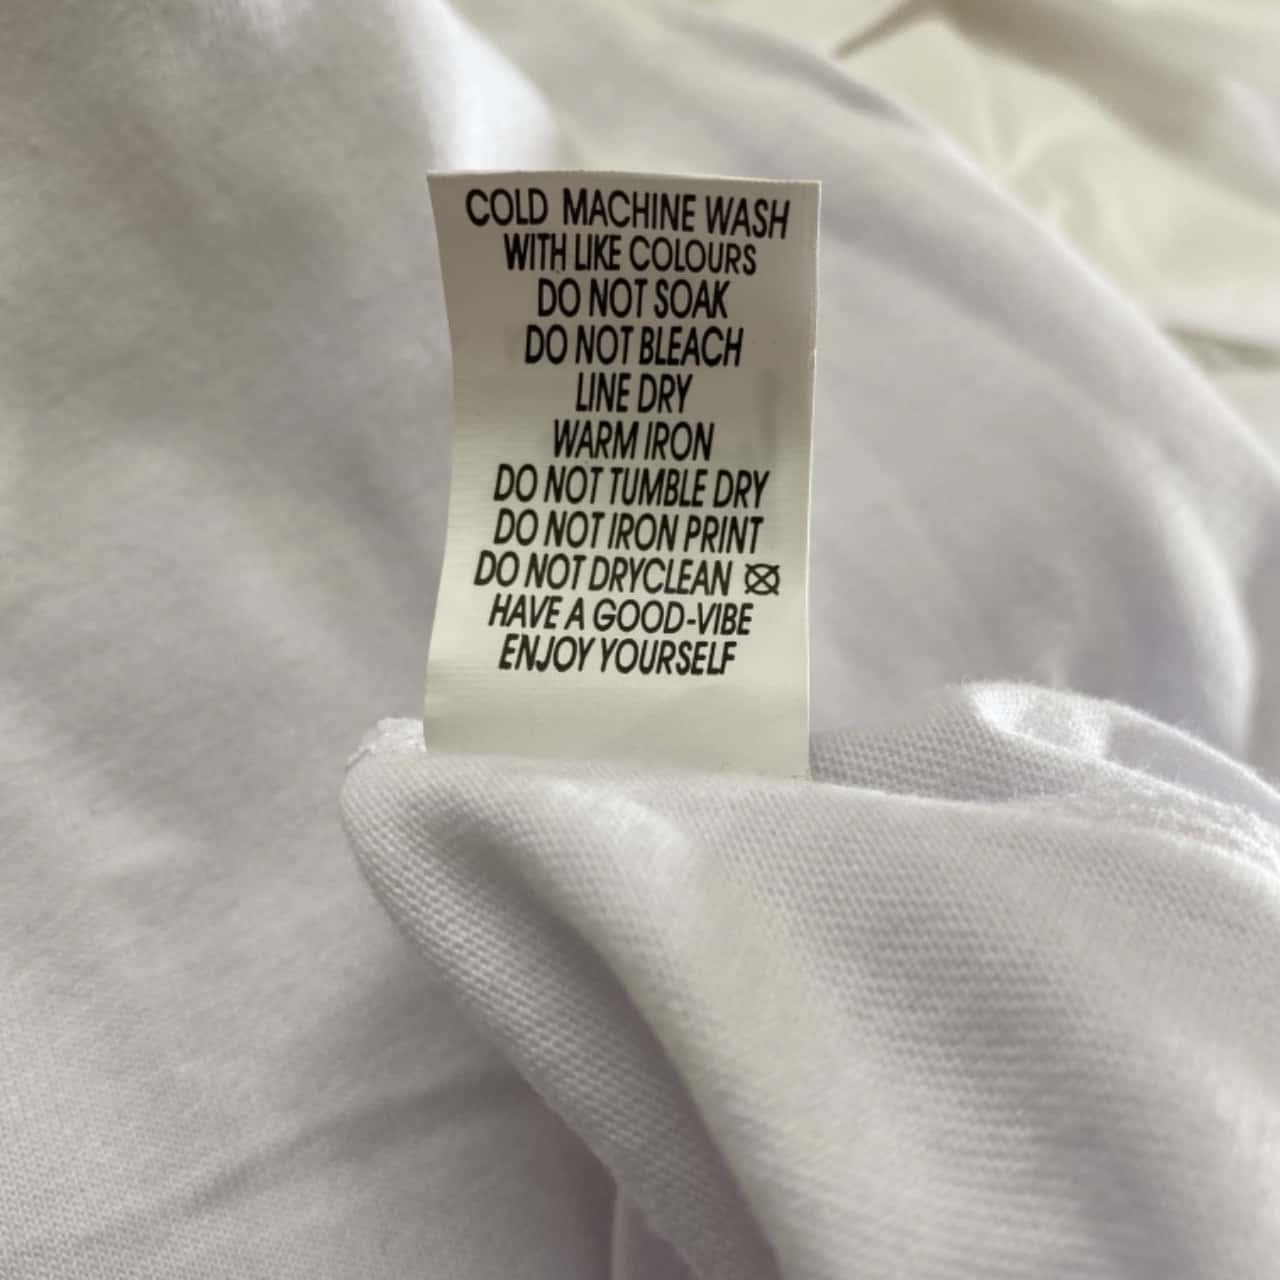 COLD MACHINE WASH
WITH LIKE COLOURS
DO NOT SOAK
DO NOT BLEACH
LINE DRY
WARM IRON
DO NOT TUMBLE DRY
DO NOT IRON PRINT
DO NOT DRYCLEAN
HAVE A GOOD-VIBE
ENJOY YOURSELF